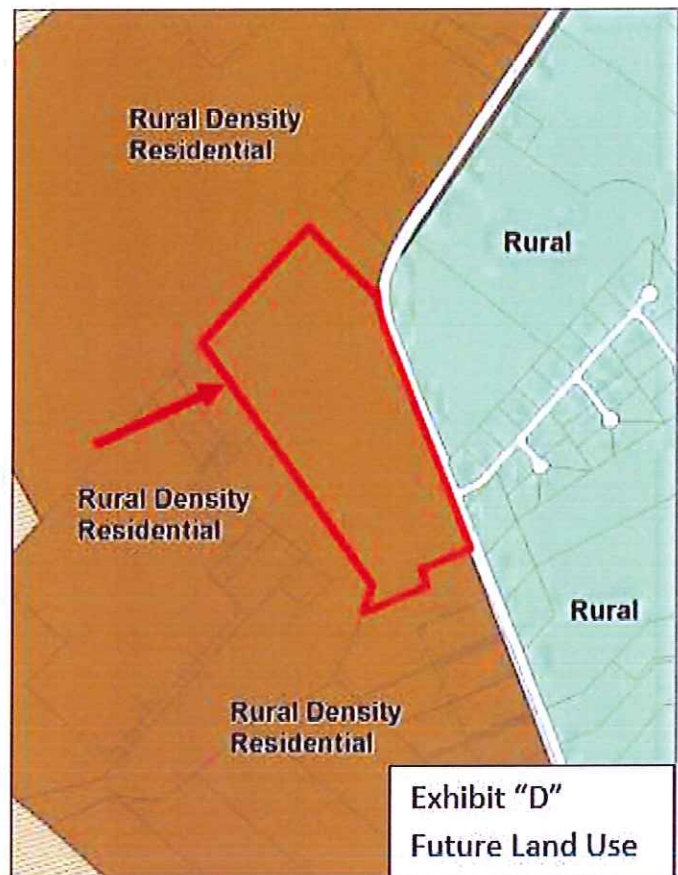 Rural Density
Residential
Rural
Rural Density
Residential
Rural
Rural Density
Residential
Exhibit “D”
Future Land Use